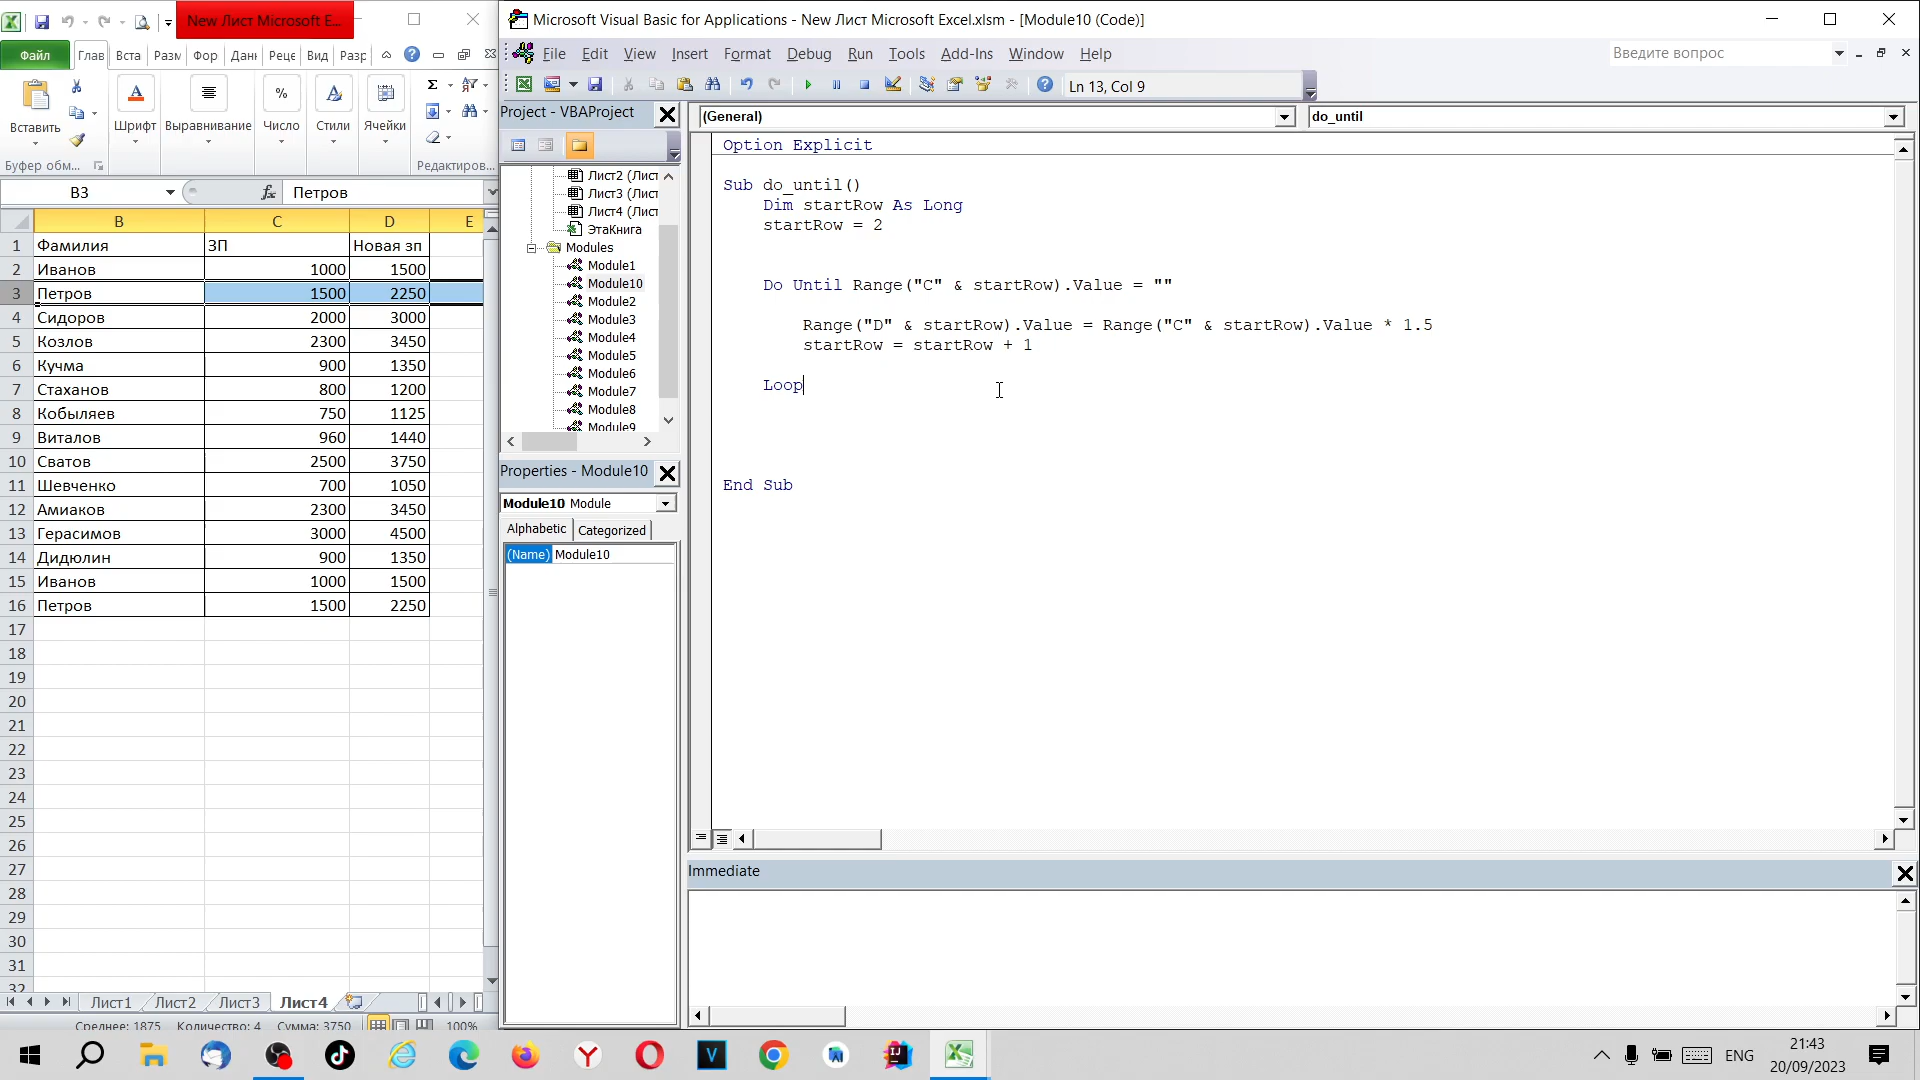 New Лист Microsoft E...
Microsoft Visual Basic for Applications - New Лист Microsoft Excel.xlsm - [Module10 (Code)]
Файл Глав Вста Разм Фор Дан Реце Вид Разр
File Edit View Insert Format Debug Run Tools Add-Ins Window Help
Введите вопрос
Ln 13, Col 9
Вставить Шрифт Выравнивание Число Стили Ячейки
Буфер обм... Редактиров...
Project - VBAProject
(General)
do_until
B3
Петров
B C D E
1 Фамилия ЗП Новая зп
2 Иванов 1000 1500
3 Петров 1500 2250
4 Сидоров 2000 3000
5 Козлов 2300 3450
6 Кучма 900 1350
7 Стаханов 800 1200
8 Кобыляев 750 1125
9 Виталов 960 1440
10 Сватов 2500 3750
11 Шевченко 700 1050
12 Амиаков 2300 3450
13 Герасимов 3000 4500
14 Дидюлин 900 1350
15 Иванов 1000 1500
16 Петров 1500 2250
17
18
19
20
21
22
23
24
25
26
27
28
29
30
31
32
Лист1 Лист2 Лист3 Лист4
Среднее: 1875 Количество: 4 Сумма: 3750 100%
Лист2 (Лист
Лист3 (Лист
Лист4 (Лист
ЭтаКнига
Modules
Module1
Module10
Module2
Module3
Module4
Module5
Module6
Module7
Module8
Module9
Properties - Module10
Module10 Module
Alphabetic Categorized
(Name) Module10
Option Explicit
Sub do_until()
Dim startRow As Long
startRow = 2
Do Until Range("C" & startRow).Value = ""
Range("D" & startRow).Value = Range("C" & startRow).Value * 1.5
startRow = startRow + 1
Loop
End Sub
Immediate
ENG
21:43
20/09/2023